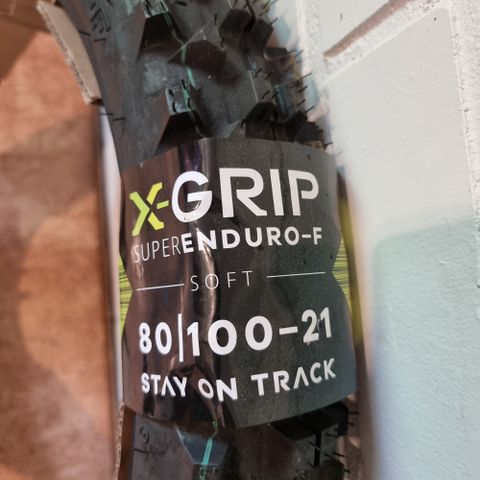 X-GRIP
SUPERENDURO-F
SOFT
80|100-21
STAY ON TRACK